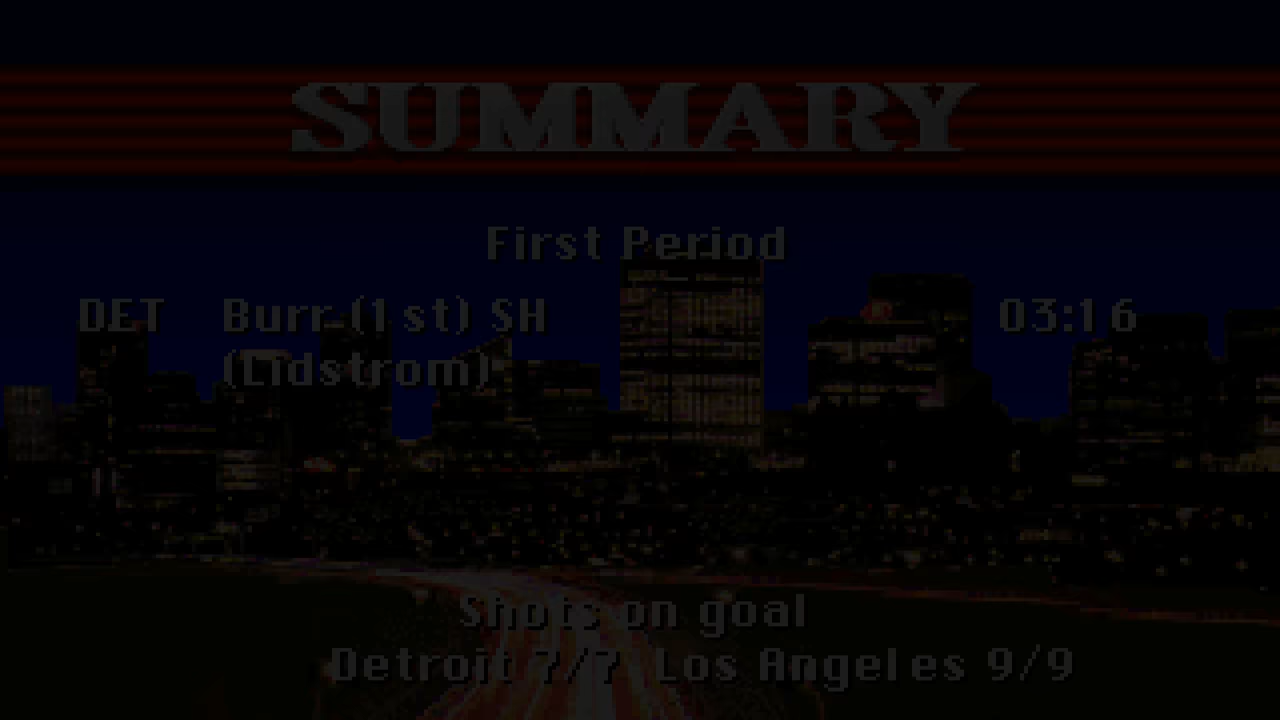 SUMMARY
First Period
DET Burr (1st) SH 03:16
(Lidstrom)
Shots on goal
Detroit 7/7 Los Angeles 9/9